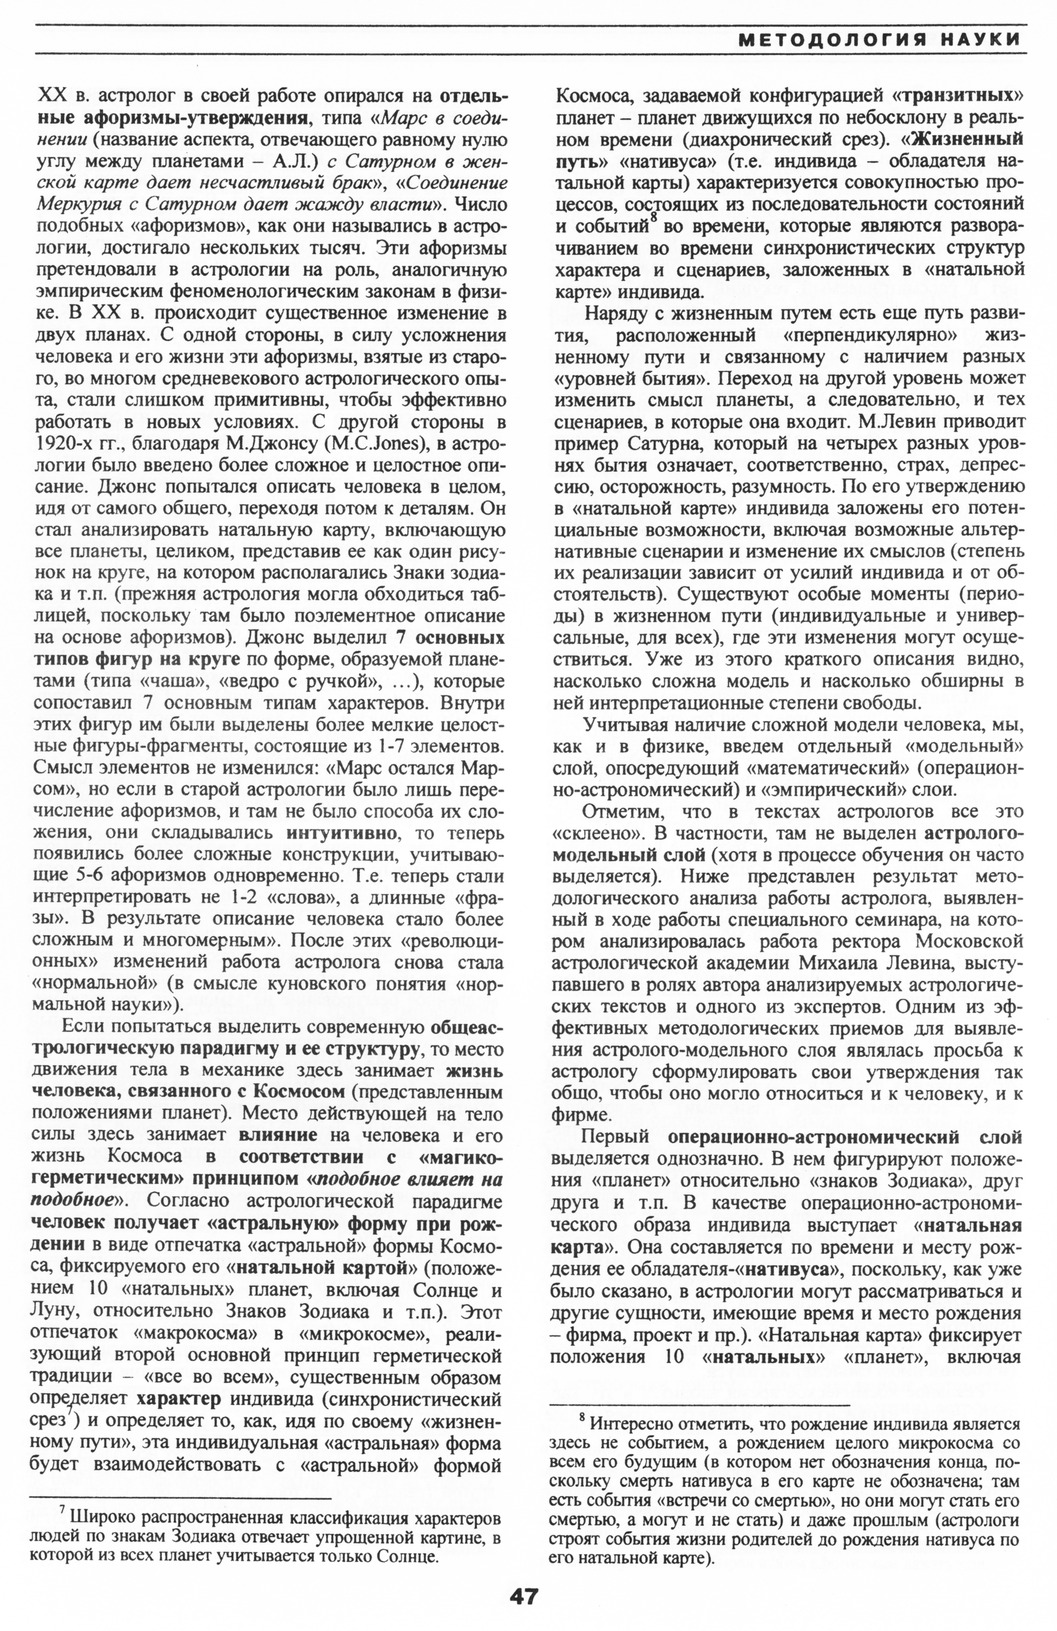 МЕТОДОЛОГИЯ НАУКИ
XX в. астролог в своей работе опирался на отдель-
ные афоризмы-утверждения, типа «Марс в соеди-
нении (название аспекта, отвечающего равному нулю
углу между планетами – А.Л.) с Сатурном в жен-
ской карте дает несчастливый брак», «Соединение
Меркурия с Сатурном дает жажду власти». Число
подобных «афоризмов», как они назывались в астро-
логии, достигало нескольких тысяч. Эти афоризмы
претендовали в астрологии на роль, аналогичную
эмпирическим феноменологическим законам в физи-
ке. В XX в. происходит существенное изменение в
двух планах. С одной стороны, в силу усложнения
человека и его жизни эти афоризмы, взятые из старо-
го, во многом средневекового астрологического опы-
та, стали слишком примитивны, чтобы эффективно
работать в новых условиях. С другой стороны в
1920-х гг., благодаря М.Джонсу (M.C.Jones), в астро-
логии было введено более сложное и целостное опи-
сание. Джонс попытался описать человека в целом,
идя от самого общего, переходя потом к деталям. Он
стал анализировать натальную карту, включающую
все планеты, целиком, представив ее как один рису-
нок на круге, на котором располагались Знаки зодиа-
ка и т.п. (прежняя астрология могла обходиться таб-
лицей, поскольку там было поэлементное описание
на основе афоризмов). Джонс выделил 7 основных
типов фигур на круге по форме, образуемой плане-
тами (типа «чаша», «ведро с ручкой», ...), которые
сопоставил 7 основным типам характеров. Внутри
этих фигур им были выделены более мелкие целост-
ные фигуры-фрагменты, состоящие из 1-7 элементов.
Смысл элементов не изменился: «Марс остался Мар-
сом», но если в старой астрологии было лишь пере-
числение афоризмов, и там не было способа их сло-
жения, они складывались интуитивно, то теперь
появились более сложные конструкции, учитываю-
щие 5-6 афоризмов одновременно. Т.е. теперь стали
интерпретировать не 1-2 «слова», а длинные «фра-
зы». В результате описание человека стало более
сложным и многомерным». После этих «революци-
онных» изменений работа астролога снова стала
«нормальной» (в смысле куновского понятия «нор-
мальной науки»).
Если попытаться выделить современную общеас-
трологическую парадигму и ее структуру, то место
движения тела в механике здесь занимает жизнь
человека, связанного с Космосом (представленным
положениями планет). Место действующей на тело
силы здесь занимает влияние на человека и его
жизнь Космоса в соответствии с «магико-
герметическим» принципом «подобное влияет на
подобное». Согласно астрологической парадигме
человек получает «астральную» форму при рож-
дении в виде отпечатка «астральной» формы Космо-
са, фиксируемого его «натальной картой» (положе-
нием 10 «натальных» планет, включая Солнце и
Луну, относительно Знаков Зодиака и т.п.). Этот
отпечаток «макрокосма» в «микрокосме», реали-
зующий второй основной принцип герметической
традиции – «все во всем», существенным образом
определяет характер индивида (синхронистический
срез7) и определяет то, как, идя по своему «жизнен-
ному пути», эта индивидуальная «астральная» форма
будет взаимодействовать с «астральной» формой
7 Широко распространенная классификация характеров
людей по знакам Зодиака отвечает упрощенной картине, в
которой из всех планет учитывается только Солнце.
Космоса, задаваемой конфигурацией «транзитных»
планет – планет движущихся по небосклону в реаль-
ном времени (диахронический срез). «Жизненный
путь» «нативуса» (т.е. индивида – обладателя на-
тальной карты) характеризуется совокупностью про-
цессов, состоящих из последовательности состояний
и событий8 во времени, которые являются развора-
чиванием во времени синхронистических структур
характера и сценариев, заложенных в «натальной
карте» индивида.
Наряду с жизненным путем есть еще путь разви-
тия, расположенный «перпендикулярно» жиз-
ненному пути и связанному с наличием разных
«уровней бытия». Переход на другой уровень может
изменить смысл планеты, а следовательно, и тех
сценариев, в которые она входит. М.Левин приводит
пример Сатурна, который на четырех разных уров-
нях бытия означает, соответственно, страх, депрес-
сию, осторожность, разумность. По его утверждению
в «натальной карте» индивида заложены его потен-
циальные возможности, включая возможные альтер-
нативные сценарии и изменение их смыслов (степень
их реализации зависит от усилий индивида и от об-
стоятельств). Существуют особые моменты (перио-
ды) в жизненном пути (индивидуальные и универ-
сальные, для всех), где эти изменения могут осуще-
ствиться. Уже из этого краткого описания видно,
насколько сложна модель и насколько обширны в
ней интерпретационные степени свободы.
Учитывая наличие сложной модели человека, мы,
как и в физике, введем отдельный «модельный»
слой, опосредующий «математический» (операцион-
но-астрономический) и «эмпирический» слои.
Отметим, что в текстах астрологов все это
«склеено». В частности, там не выделен астролого-
модельный слой (хотя в процессе обучения он часто
выделяется). Ниже представлен результат мето-
дологического анализа работы астролога, выявлен-
ный в ходе работы специального семинара, на кото-
ром анализировалась работа ректора Московской
астрологической академии Михаила Левина, высту-
павшего в ролях автора анализируемых астрологиче-
ских текстов и одного из экспертов. Одним из эф-
фективных методологических приемов для выявле-
ния астролого-модельного слоя являлась просьба к
астрологу сформулировать свои утверждения так
общо, чтобы оно могло относиться и к человеку, и к
фирме.
Первый операционно-астрономический слой
выделяется однозначно. В нем фигурируют положе-
ния «планет» относительно «знаков Зодиака», друг
друга и т.п. В качестве операционно-астрономи-
ческого образа индивида выступает «натальная
карта». Она составляется по времени и месту рож-
дения ее обладателя-«нативуса», поскольку, как уже
было сказано, в астрологии могут рассматриваться и
другие сущности, имеющие время и место рождения
– фирма, проект и пр.). «Натальная карта» фиксирует
положения 10 «натальных» «планет», включая
8 Интересно отметить, что рождение индивида является
здесь не событием, а рождением целого микрокосма со
всем его будущим (в котором нет обозначения конца, по-
скольку смерть нативуса в его карте не обозначена; там
есть события «встречи со смертью», но они могут стать его
смертью, а могут и не стать) и даже прошлым (астрологи
строят события жизни родителей до рождения нативуса по
его натальной карте).
47